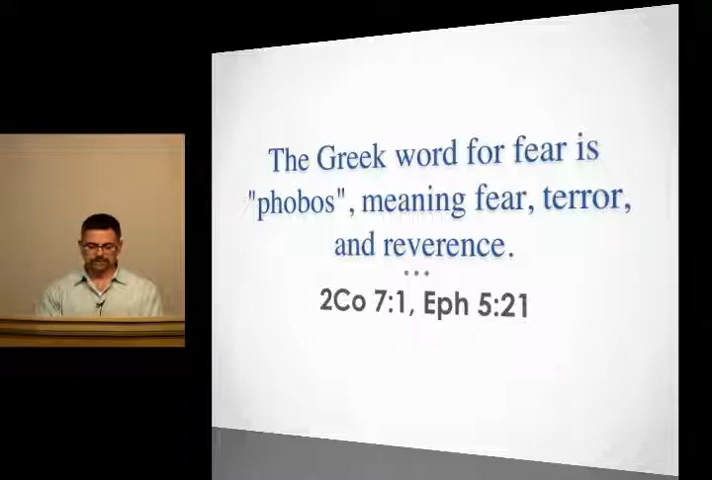 The Greek word for fear is
"phobos", meaning fear, terror,
and reverence.
2Co 7:1, Eph 5:21